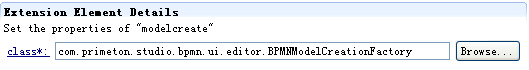 Extension Element Details
Set the properties of "modelcreate"
class*: com.primeton.studio.bpmn.ui.editor.BPMNModelCreationFactory Browse...